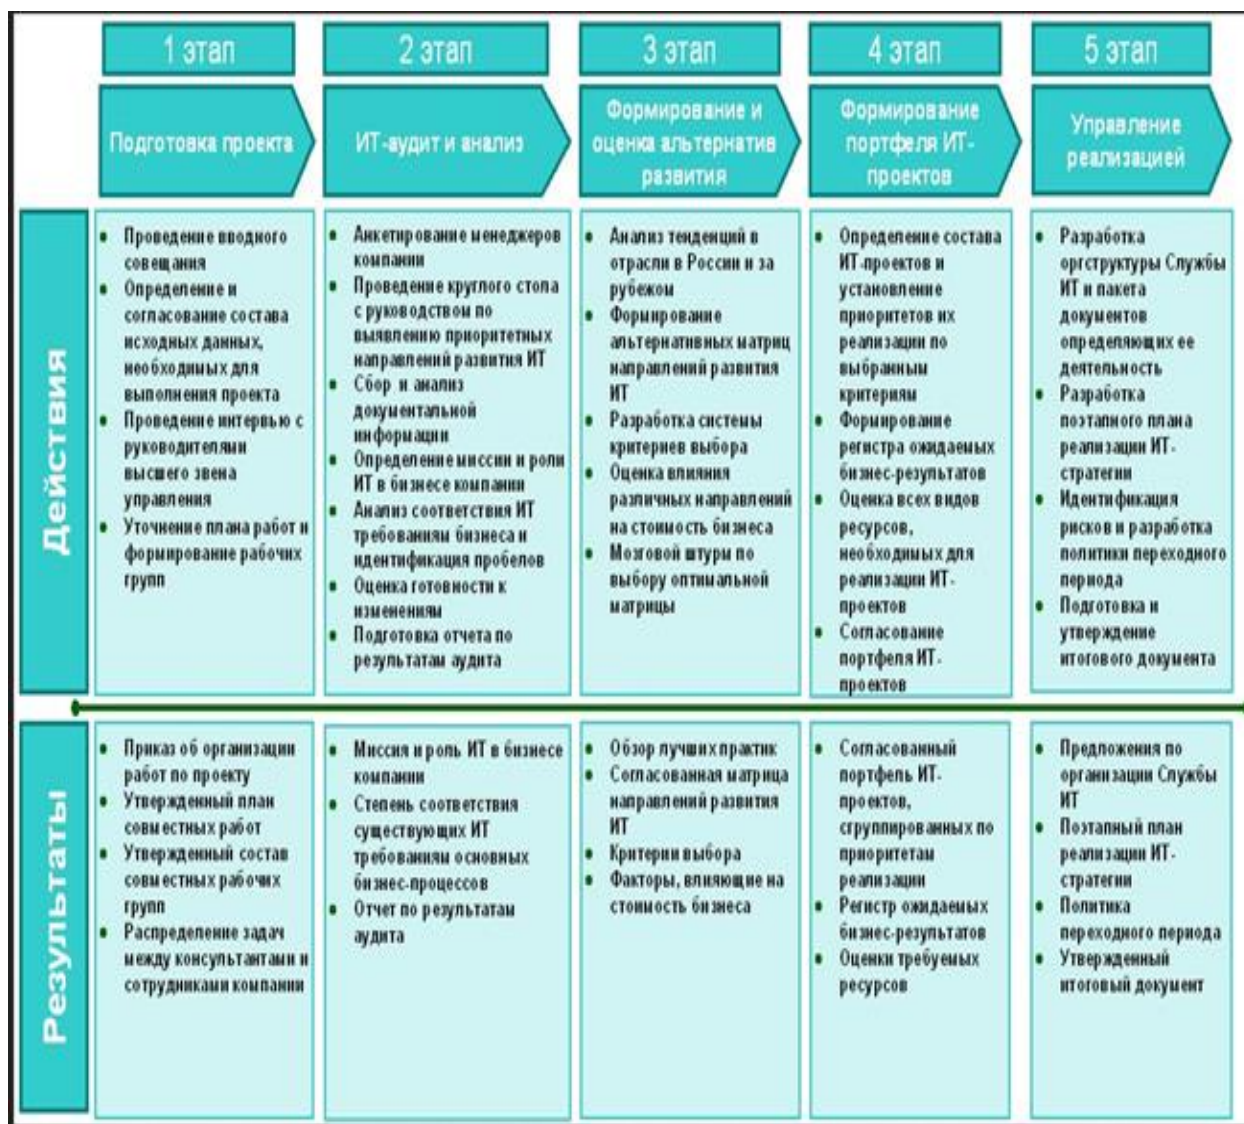 1 этап
2 этап
3 этап
4 этап
5 этап
Подготовка проекта
ИТ-аудит и анализ
Формирование и
оценка альтернатив
развития
Формирование
портфеля ИТ-
проектов
Управление
реализацией
Действия
Проведение вводного
совещания
Определение и
согласование состава
исходных данных,
необходимых для
выполнения проекта
Проведение интервью с
руководителями
высшего звена
управления
Уточнение плана работ и
формирование рабочих
групп
Анкетирование менеджеров
компании
Проведение круглого стола
с руководством по
выявлению приоритетных
направлений развития ИТ
Сбор и анализ
документальной
информации
Определение миссии и роли
ИТ в бизнесе компании
Анализ соответствия ИТ
требованиям бизнеса и
идентификация пробелов
Оценка готовности к
изменениям
Подготовка отчета по
результатам аудита
Анализ тенденций в
отрасли в России и за
рубежом
Формирование
альтернативных матриц
направлений развития
ИТ
Разработка системы
критериев выбора
Оценка влияния
различных направлений
на стоимость бизнеса
Мозговой штурм по
выбору оптимальной
матрицы
Определение состава
ИТ-проектов и
установление
приоритетов их
реализации по
выбранным
критериям
Формирование
регистра ожидаемых
бизнес-результатов
Оценка всех видов
ресурсов,
необходимых для
реализации ИТ-
проектов
Согласование
портфеля ИТ-
проектов
Разработка
оргструктуры Службы
ИТ и пакета
документов
определяющих ее
деятельность
Разработка
поэтапного плана
реализации ИТ-
стратегии
Идентификация
рисков и разработка
политики переходного
периода
Подготовка и
утверждение
итогового документа
Результаты
Приказ об организации
работ по проекту
Утвержденный план
совместных работ
Утвержденный состав
совместных рабочих
групп
Распределение задач
между консультантами и
сотрудниками компании
Миссия и роль ИТ в бизнесе
компании
Степень соответствия
существующих ИТ
требованиям основных
бизнес-процессов
Отчет по результатам
аудита
Обзор лучших практик
Согласованная матрица
направлений развития
ИТ
Критерии выбора
Факторы, влияющие на
стоимость бизнеса
Согласованный
портфель ИТ-
проектов,
сгруппированных по
приоритетам
реализации
Регистр ожидаемых
бизнес-результатов
Оценки требуемых
ресурсов
Предложения по
организации Службы
ИТ
Поэтапный план
реализации ИТ-
стратегии
Политика
переходного периода
Утвержденный
итоговый документ